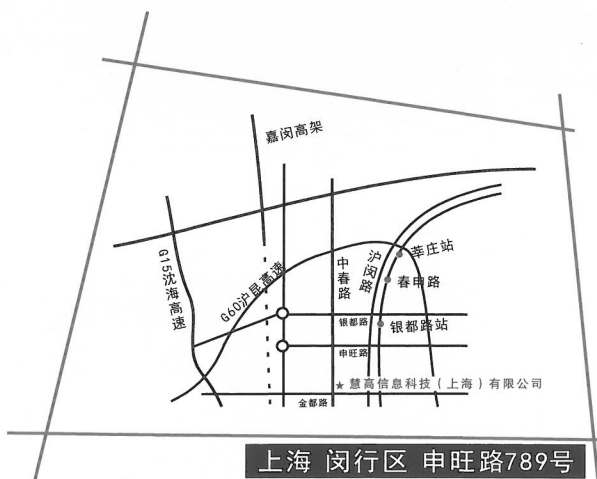 嘉闵高架
G15沈海高速
G60沪昆高速
中春路
沪闵路
莘庄站
春申路
银都路
银都路站
申旺路
★慧高信息科技(上海)有限公司
金都路
上海 闵行区 申旺路789号